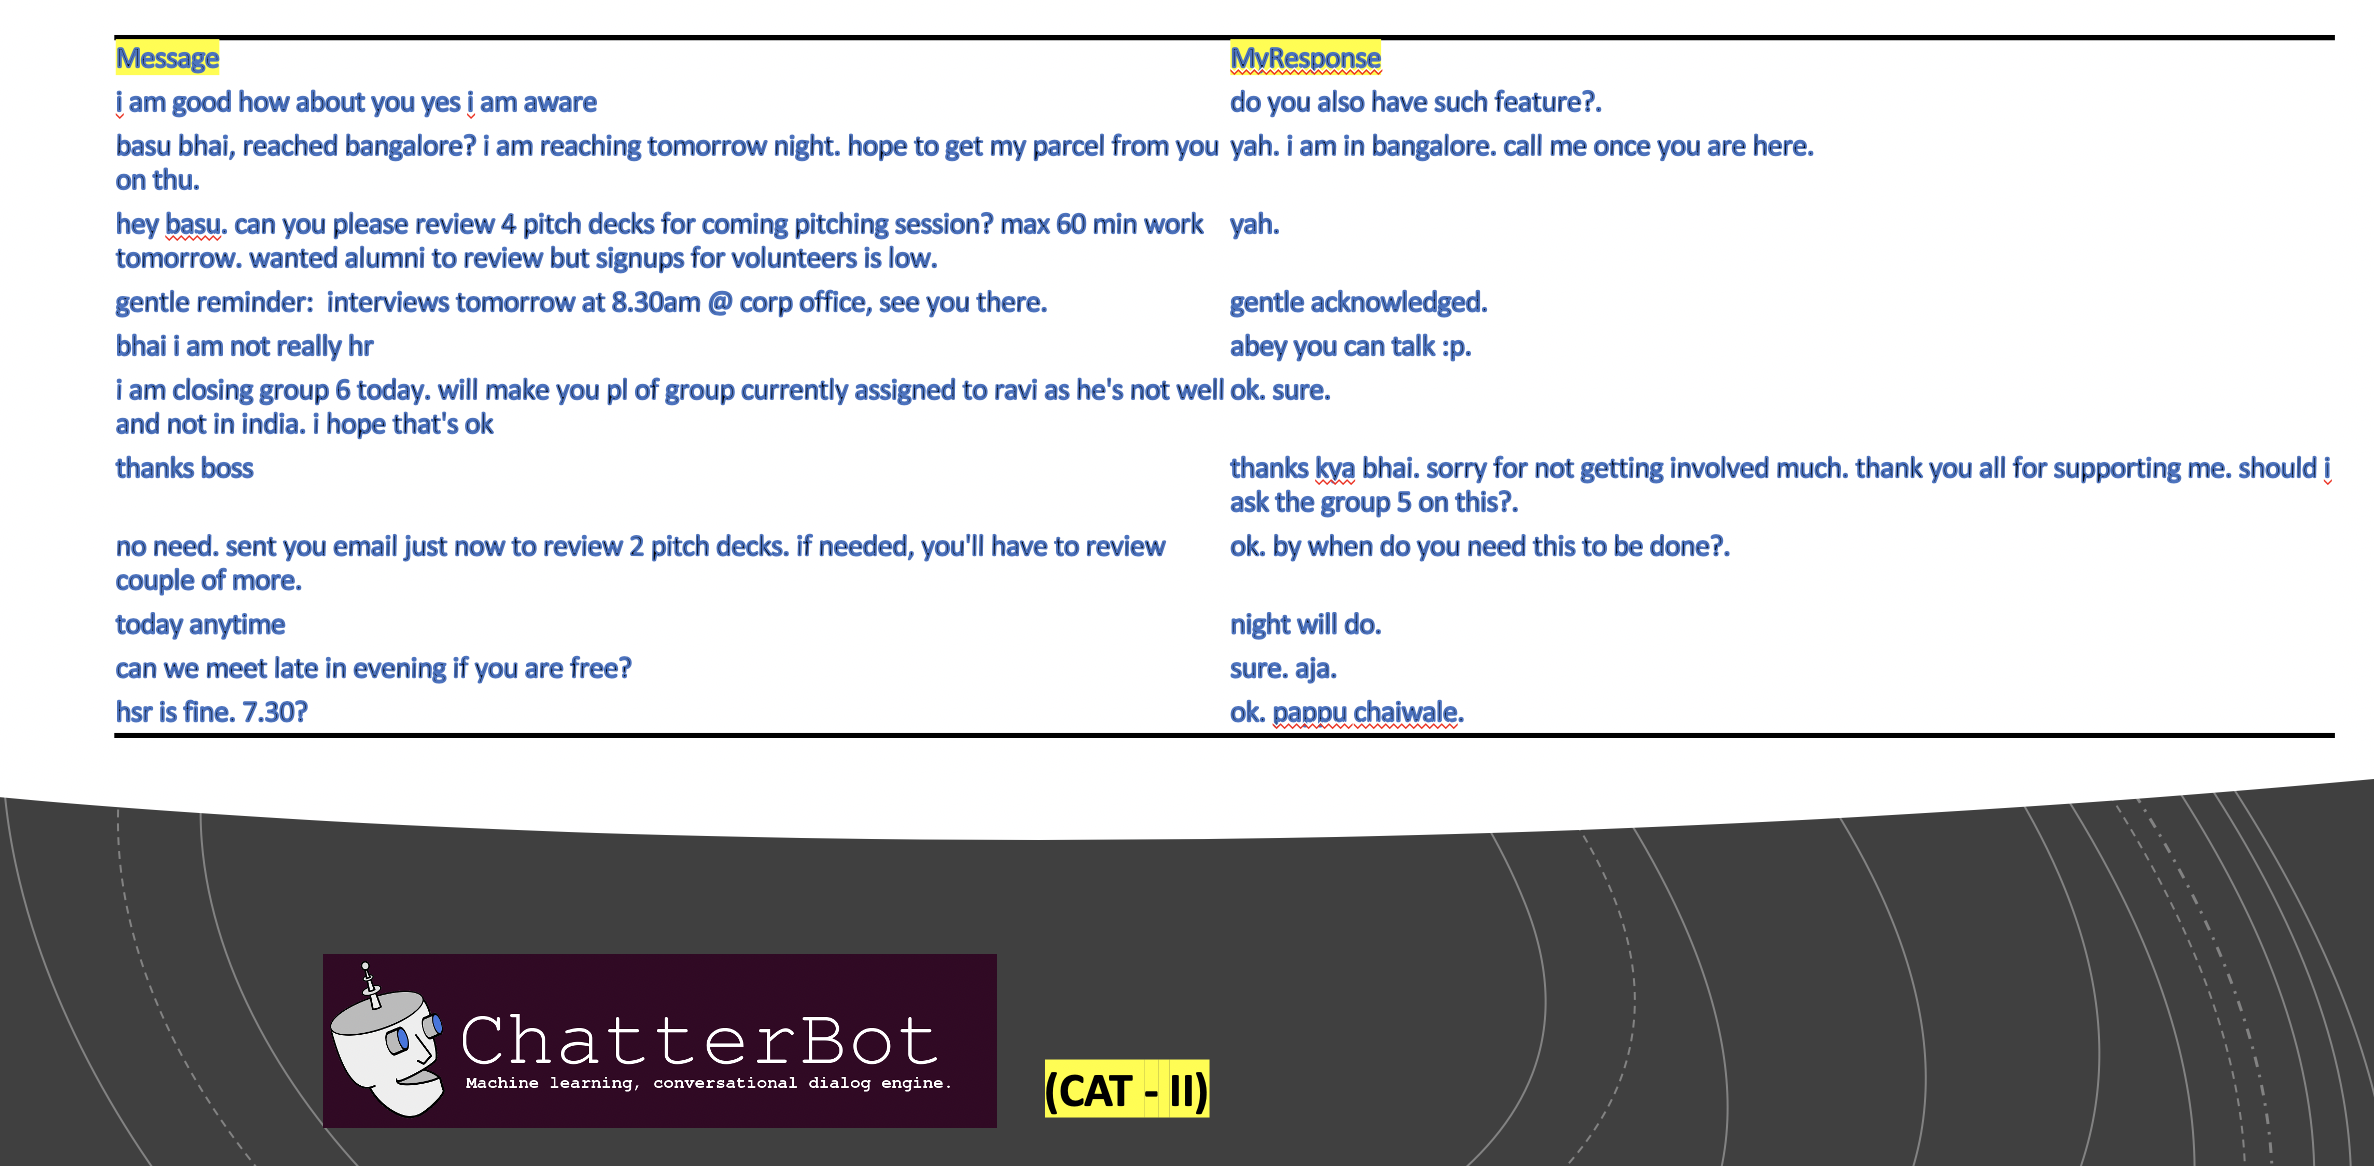 Message
MyResponse
i am good how about you yes i am aware
do you also have such feature?.
basu bhai, reached bangalore? i am reaching tomorrow night. hope to get my parcel from you
on thu.
yah. i am in bangalore. call me once you are here.
hey basu. can you please review 4 pitch decks for coming pitching session? max 60 min work
tomorrow. wanted alumni to review but signups for volunteers is low.
yah.
gentle reminder:  interviews tomorrow at 8.30am @ corp office, see you there.
gentle acknowledged.
bhai i am not really hr
abey you can talk :p.
i am closing group 6 today. will make you pl of group currently assigned to ravi as he's not well
and not in india. i hope that's ok
ok. sure.
thanks boss
thanks kya bhai. sorry for not getting involved much. thank you all for supporting me. should i
ask the group 5 on this?.
no need. sent you email just now to review 2 pitch decks. if needed, you'll have to review
couple of more.
ok. by when do you need this to be done?.
today anytime
night will do.
can we meet late in evening if you are free?
sure. aja.
hsr is fine. 7.30?
ok. pappu chaiwale.
ChatterBot
Machine learning, conversational dialog engine.
(CAT - II)